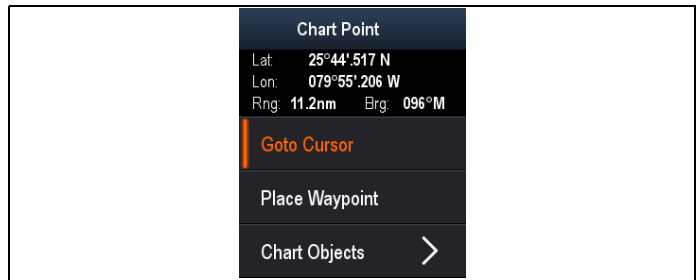 Chart Point
Lat: 25°44'.517 N
Lon: 079°55'.206 W
Rng: 11.2nm Brg: 096°M
Goto Cursor
Place Waypoint
Chart Objects